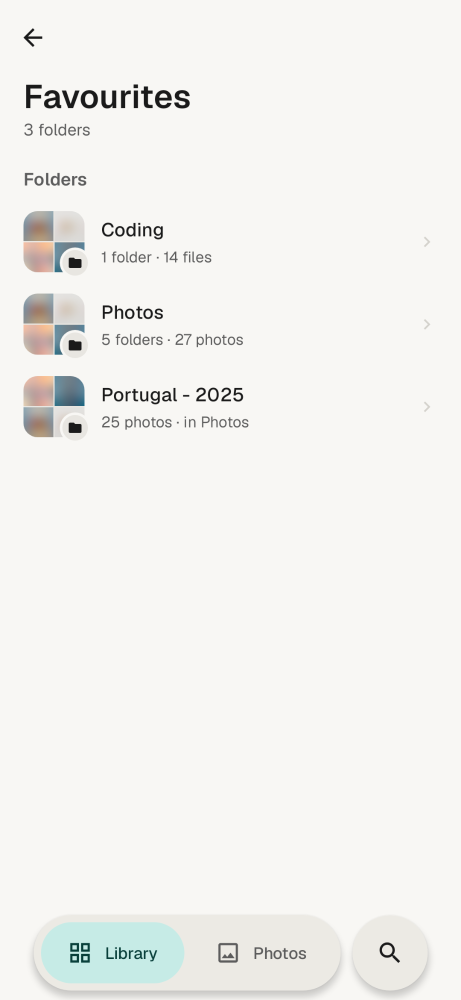 Favourites
3 folders
Folders
Coding
1 folder · 14 files
Photos
5 folders · 27 photos
Portugal - 2025
25 photos · in Photos
Library
Photos